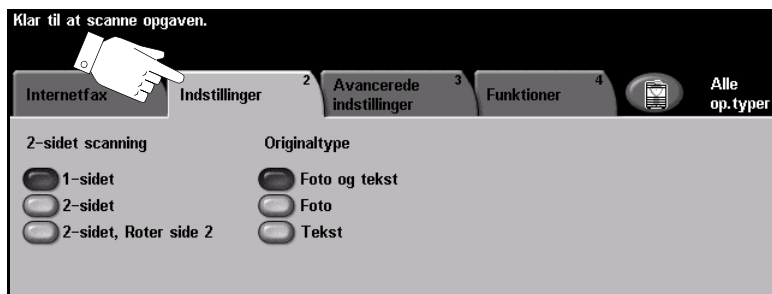 Klar til at scanne opgaven.
Internetfax
Indstillinger
2
Avancerede
indstillinger
3
Funktioner
4
Alle
op.typer
2-sidet scanning
1-sidet
2-sidet
2-sidet, Roter side 2
Originaltype
Foto og tekst
Foto
Tekst